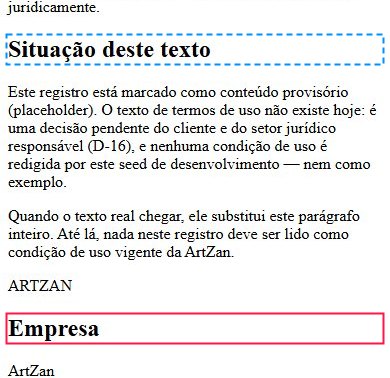 juridicamente.
Situação deste texto
Este registro está marcado como conteúdo provisório
(placeholder). O texto de termos de uso não existe hoje: é
uma decisão pendente do cliente e do setor jurídico
responsável (D-16), e nenhuma condição de uso é
redigida por este seed de desenvolvimento — nem como
exemplo.
Quando o texto real chegar, ele substitui este parágrafo
inteiro. Até lá, nada neste registro deve ser lido como
condição de uso vigente da ArtZan.
ARTZAN
Empresa
ArtZan